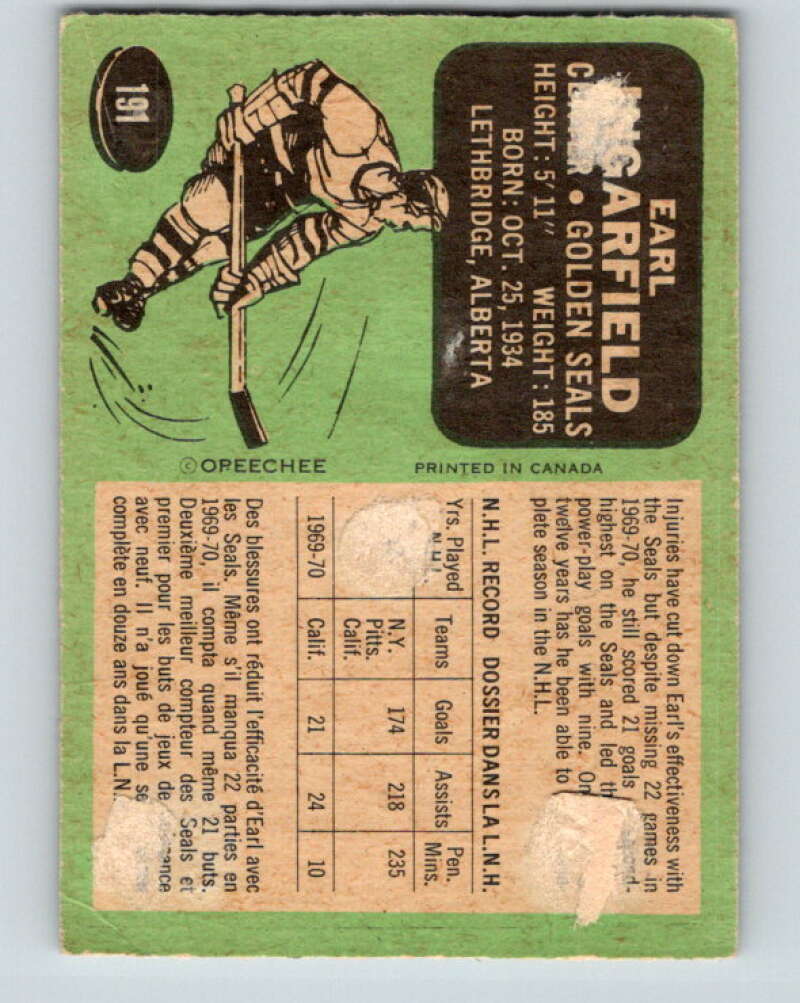 191
EARL
GARFIELD
GOLDEN SEALS
HEIGHT: 5'11" WEIGHT: 185
BORN: OCT. 25, 1934
LETHBRIDGE, ALBERTA
© OPEECHEE
PRINTED IN CANADA
Injuries have cut down Earl's effectiveness with
the Seals but despite missing 22 games in
1969-70, he still scored 21 goals
highest on the Seals and led
power-play goals with nine.
twelve years has he been able to
plete season in the N.H.L.
N.H.L. RECORD DOSSIER DANS LA L.N.H.
Yrs. Played Teams Goals Assists Pen. Mins.
N.Y. 174 218 235
Pitts.
Calif.
1969-70 Calif. 21 24 10
Des blessures ont réduit l'efficacité d'Earl avec
les Seals. Même s'il manqua 22 parties en
1969-70, il compta quand même 21 buts.
Deuxième meilleur compteur des Seals et
premier pour les buts de jeux de
avec neuf. Il n'a joué qu'une
complète en douze ans dans la L.N.